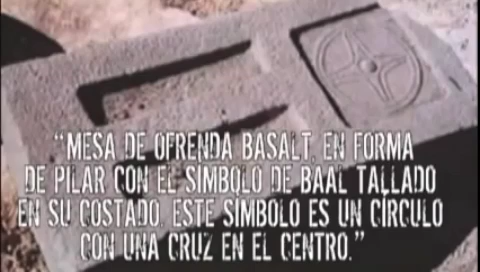 “MESA DE OFRENDA BASALT, EN FORMA
DE PILAR CON EL SÍMBOLO DE BAAL TALLADO
EN SU COSTADO. ESTE SÍMBOLO ES UN CÍRCULO
CON UNA CRUZ EN EL CENTRO.”